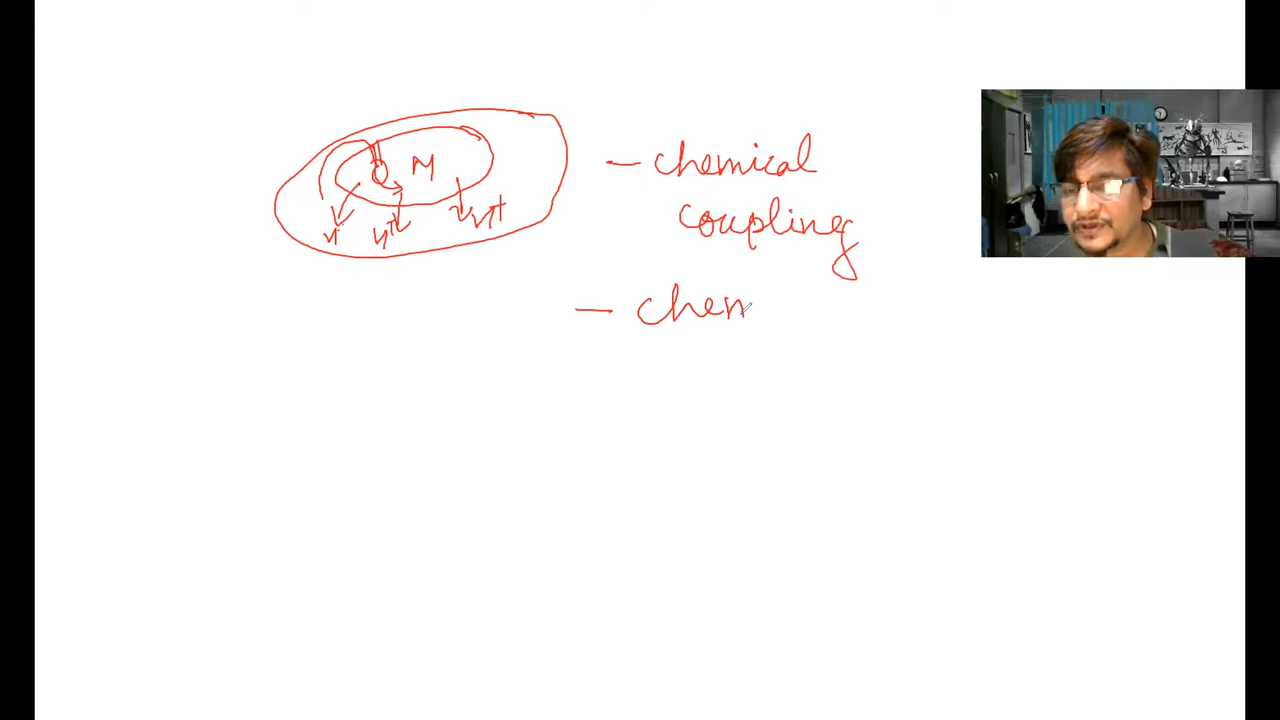 M
H+
H+
H+
– chemical
coupling
– chem